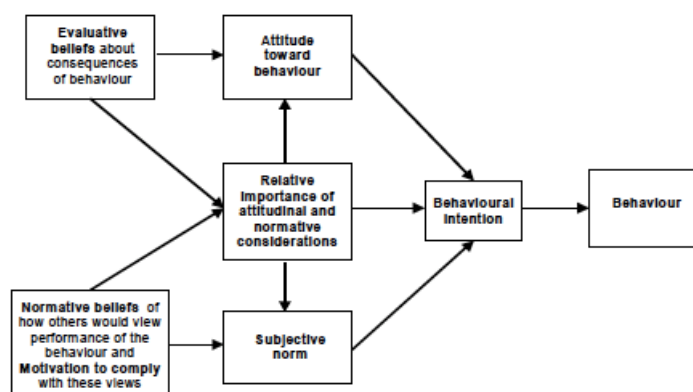 Evaluative
beliefs about
consequences
of behaviour
Attitude
toward
behaviour
Relative
importance of
attitudinal and
normative
considerations
Behavioural
intention
Behaviour
Normative beliefs of
how others would view
performance of the
behaviour and
Motivation to comply
with these views
Subjective
norm